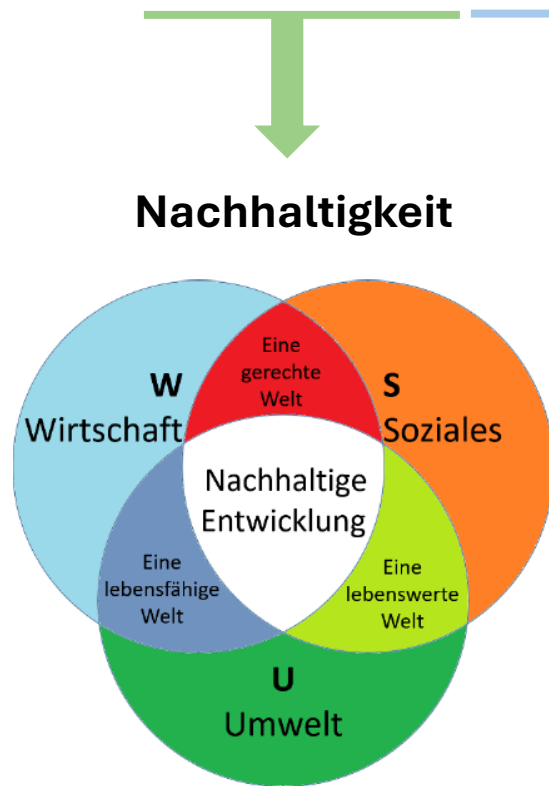 Nachhaltigkeit
Eine
gerechte
Welt
W
Wirtschaft
S
Soziales
Nachhaltige
Entwicklung
Eine
lebensfähige
Welt
Eine
lebenswerte
Welt
U
Umwelt